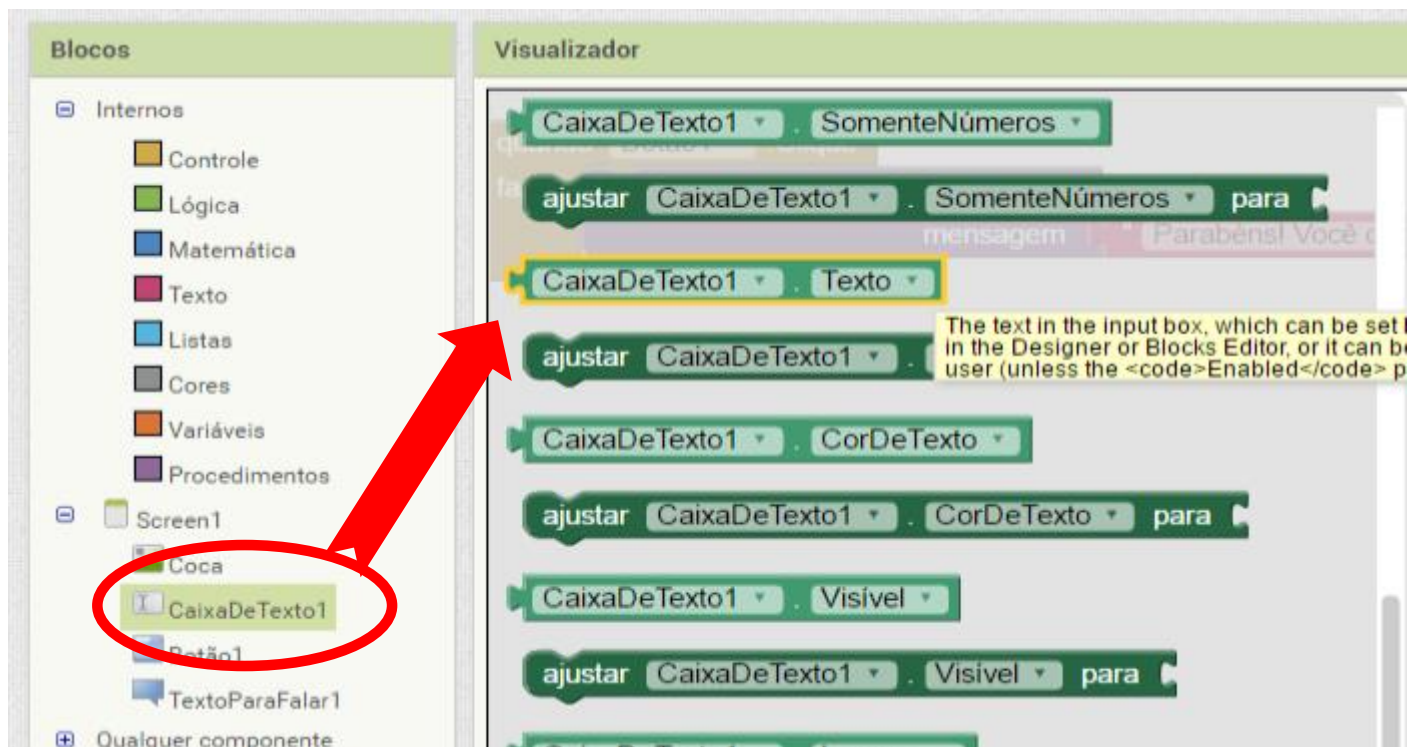 Blocos
Internos
Controle
Lógica
Matemática
Texto
Listas
Cores
Variáveis
Procedimentos
Screen1
Coca
CaixaDeTexto1
Botão1
TextoParaFalar1
Qualquer componente
Visualizador
CaixaDeTexto1 . SomenteNúmeros
ajustar CaixaDeTexto1 . SomenteNúmeros para
mensagem " Parabéns! Você
CaixaDeTexto1 . Texto
ajustar CaixaDeTexto1 .
The text in the input box, which can be set
in the Designer or Blocks Editor, or it can be
user (unless the <code>Enabled</code>
CaixaDeTexto1 . CorDeTexto
ajustar CaixaDeTexto1 . CorDeTexto para
CaixaDeTexto1 . Visível
ajustar CaixaDeTexto1 . Visível para